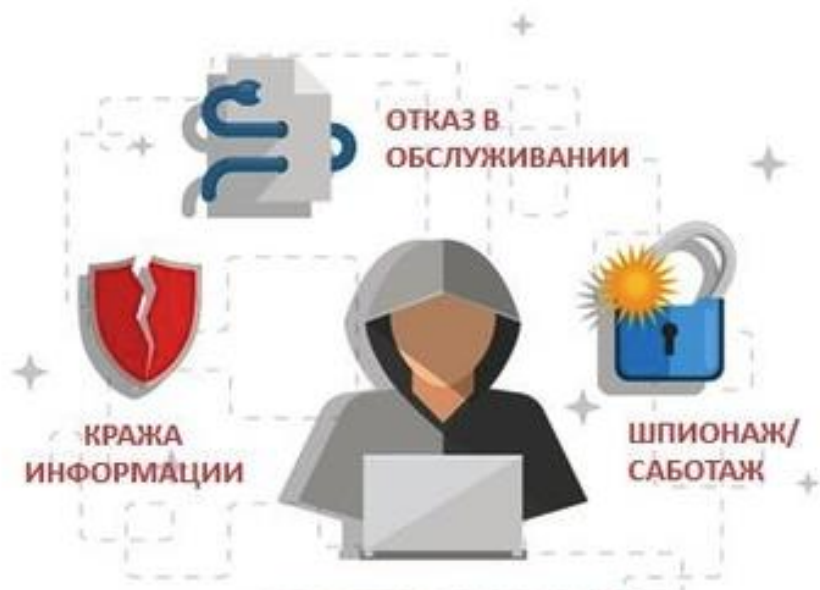 ОТКАЗ В
ОБСЛУЖИВАНИИ
КРАЖА
ИНФОРМАЦИИ
ШПИОНАЖ/
САБОТАЖ